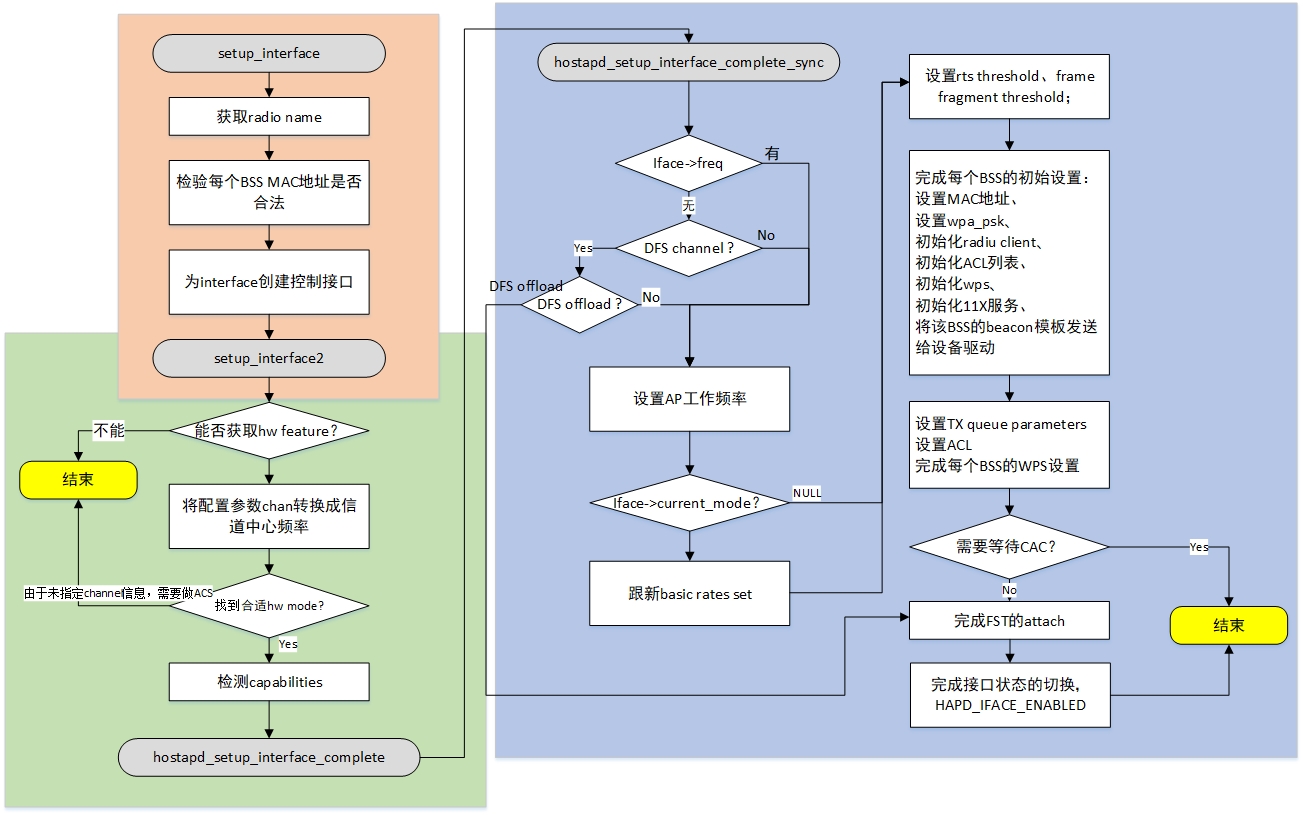 setup_interface
获取radio name
检验每个BSS MAC地址是否
合法
为interface创建控制接口
setup_interface2
能否获取hw feature?
不能
结束
将配置参数chan转换成信
道中心频率
由于未指定channel信息，需要做ACS
找到合适hw mode?
Yes
检测capabilities
hostapd_setup_interface_complete
hostapd_setup_interface_complete_sync
Iface->freq
有
无
DFS channel？
No
Yes
DFS offload
DFS offload？
No
设置AP工作频率
Iface->current_mode?
NULL
跟新basic rates set
设置rts threshold、frame
fragment threshold；
完成每个BSS的初始设置：
设置MAC地址、
设置wpa_psk、
初始化radiu client、
初始化ACL列表、
初始化wps、
初始化11X服务、
将该BSS的beacon模板发送
给设备驱动
设置TX queue parameters
设置ACL
完成每个BSS的WPS设置
需要等待CAC？
Yes
No
完成FST的attach
结束
完成接口状态的切换，
HAPD_IFACE_ENABLED